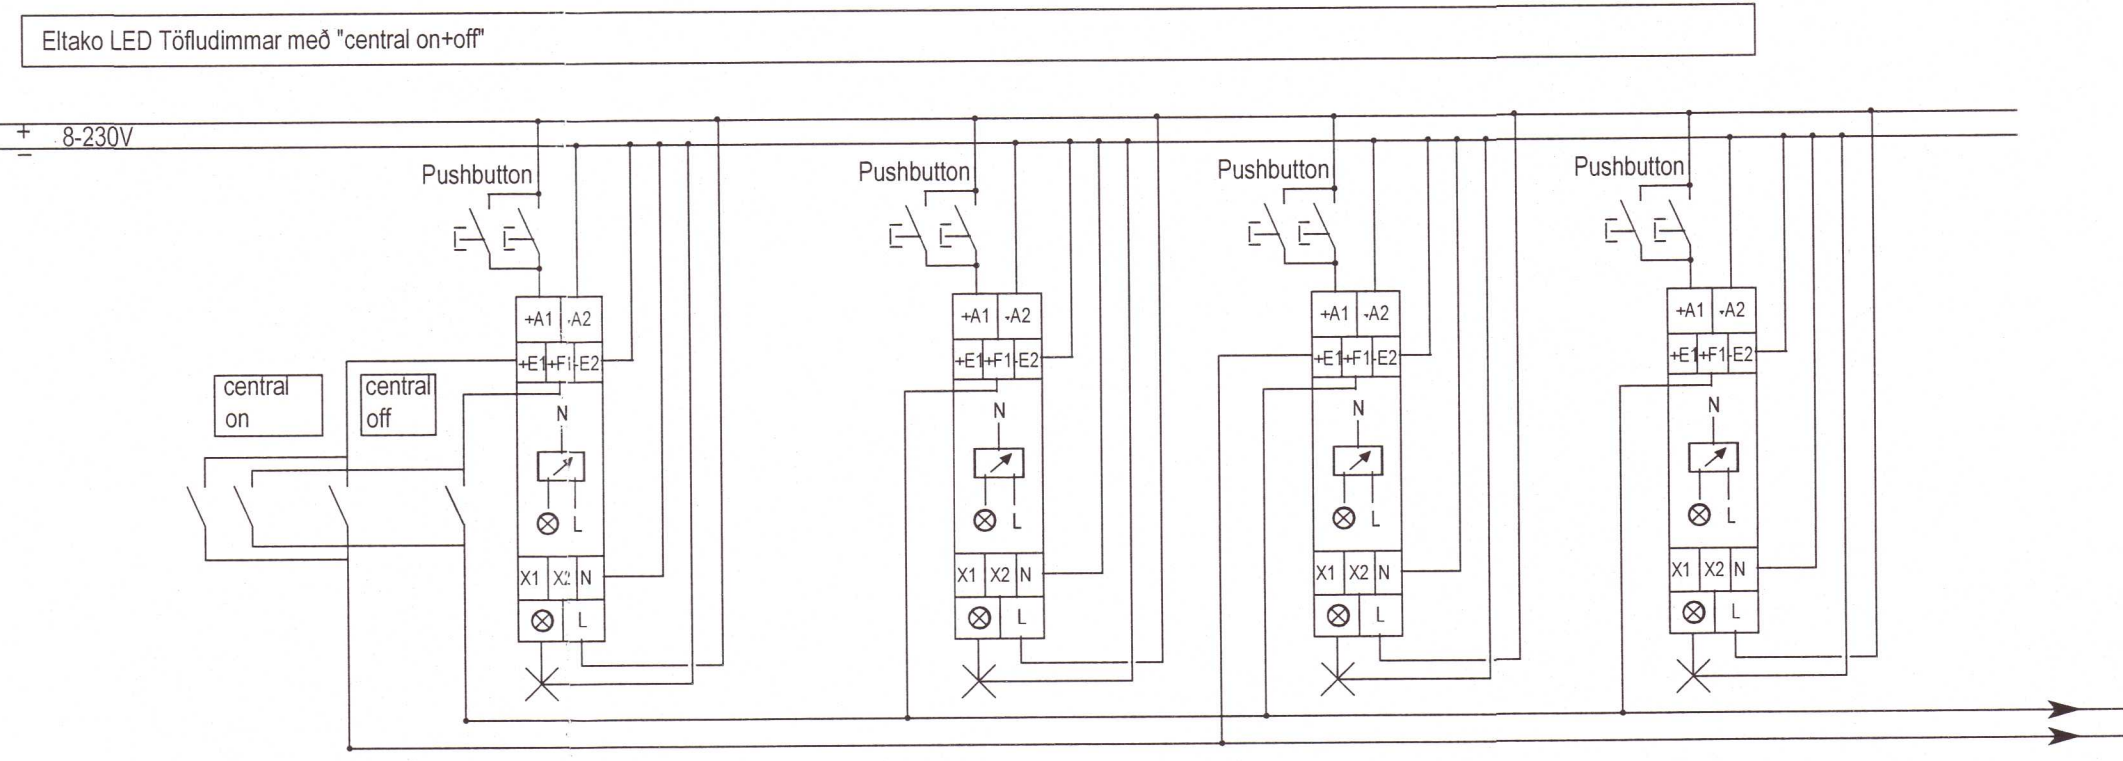 Eltako LED Töfludimmar með "central on+off"
+
8-230V
–
Pushbutton
Pushbutton
Pushbutton
Pushbutton
+A1 -A2
+A1 -A2
+A1 -A2
+A1 -A2
+E1 +F1 -E2
+E1 +F1 -E2
+E1 +F1 -E2
+E1 +F1 -E2
central
on
central
off
N
N
N
N
L
L
L
L
X1 X2 N
X1 X2 N
X1 X2 N
X1 X2 N
L
L
L
L